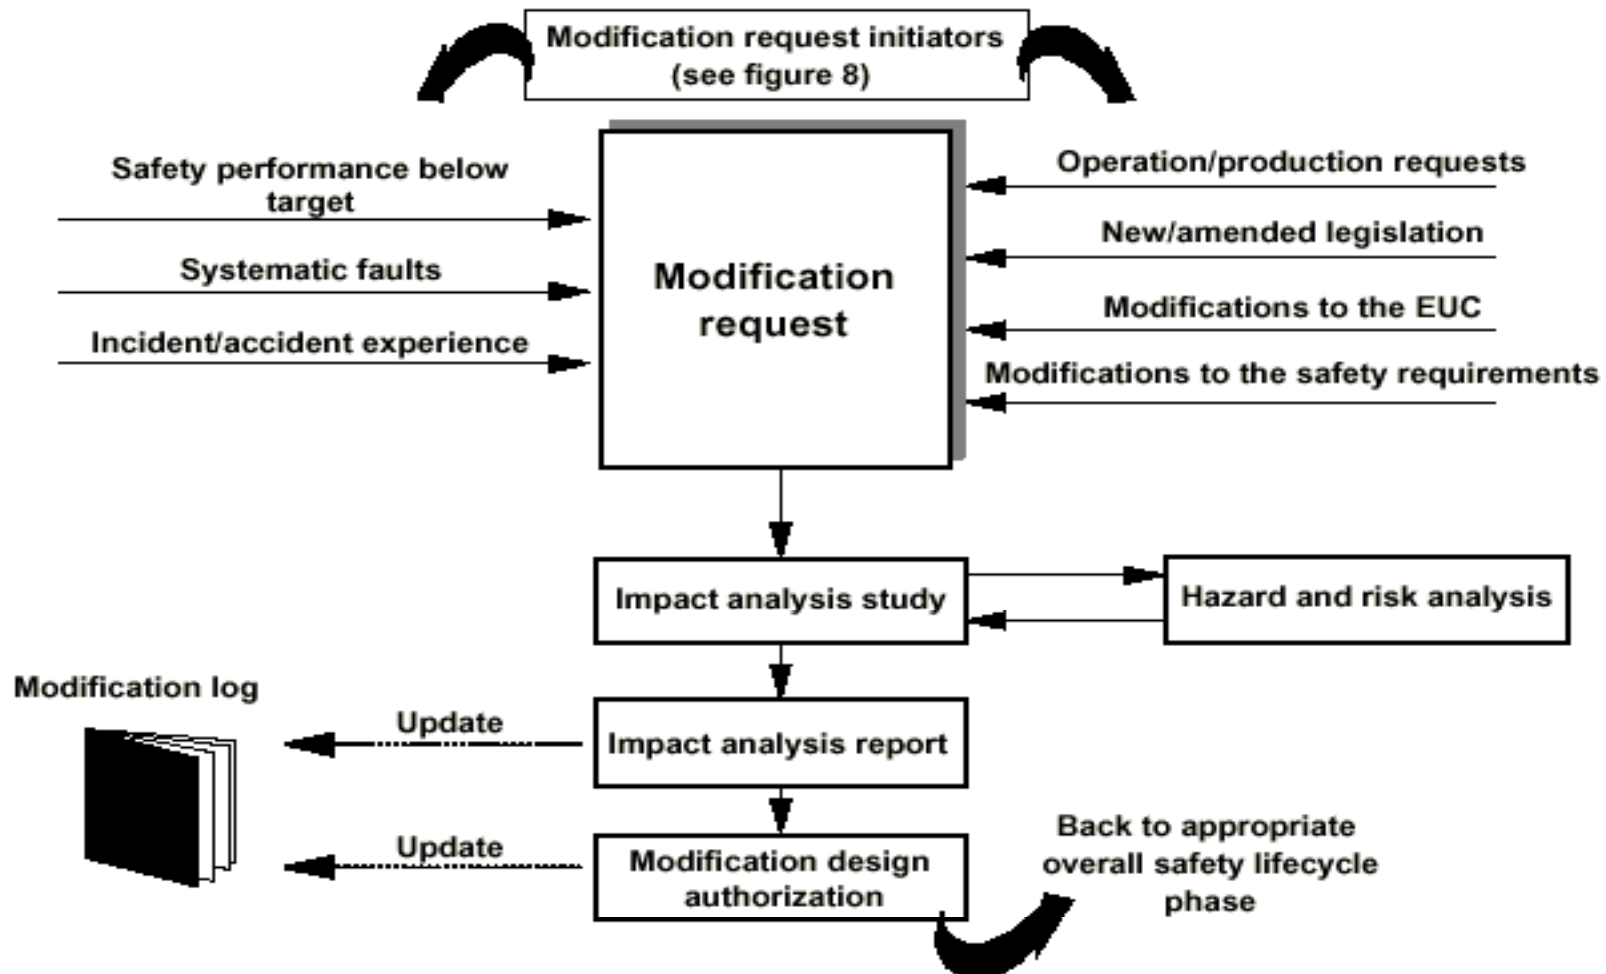 Modification request initiators
(see figure 8)
Safety performance below
target
Systematic faults
Incident/accident experience
Modification
request
Operation/production requests
New/amended legislation
Modifications to the EUC
Modifications to the safety requirements
Impact analysis study
Hazard and risk analysis
Modification log
Update
Impact analysis report
Update
Modification design
authorization
Back to appropriate
overall safety lifecycle
phase